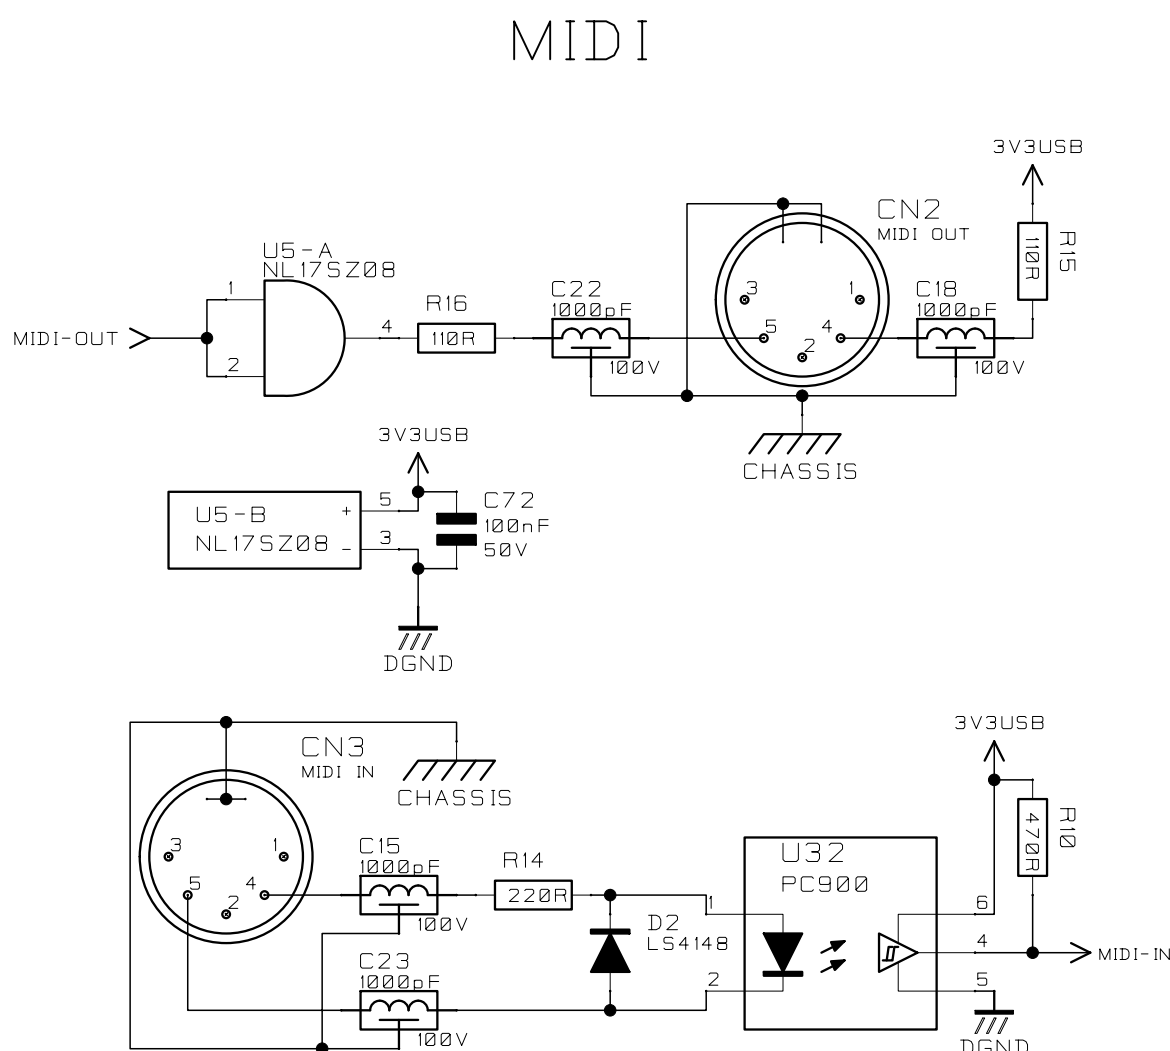 MIDI
3V3USB
CN2
MIDI OUT
R15
110R
U5-A
NL17SZ08
1
2
4
MIDI-OUT
R16
110R
C22
1000pF
100V
3
1
5
4
2
C18
1000pF
100V
CHASSIS
3V3USB
U5-B
NL17SZ08
+
-
5
3
C72
100nF
50V
DGND
CN3
MIDI IN
CHASSIS
3
1
5
4
2
C15
1000pF
100V
R14
220R
C23
1000pF
100V
D2
LS4148
U32
PC900
1
2
6
4
5
3V3USB
R10
470R
MIDI-IN
DGND